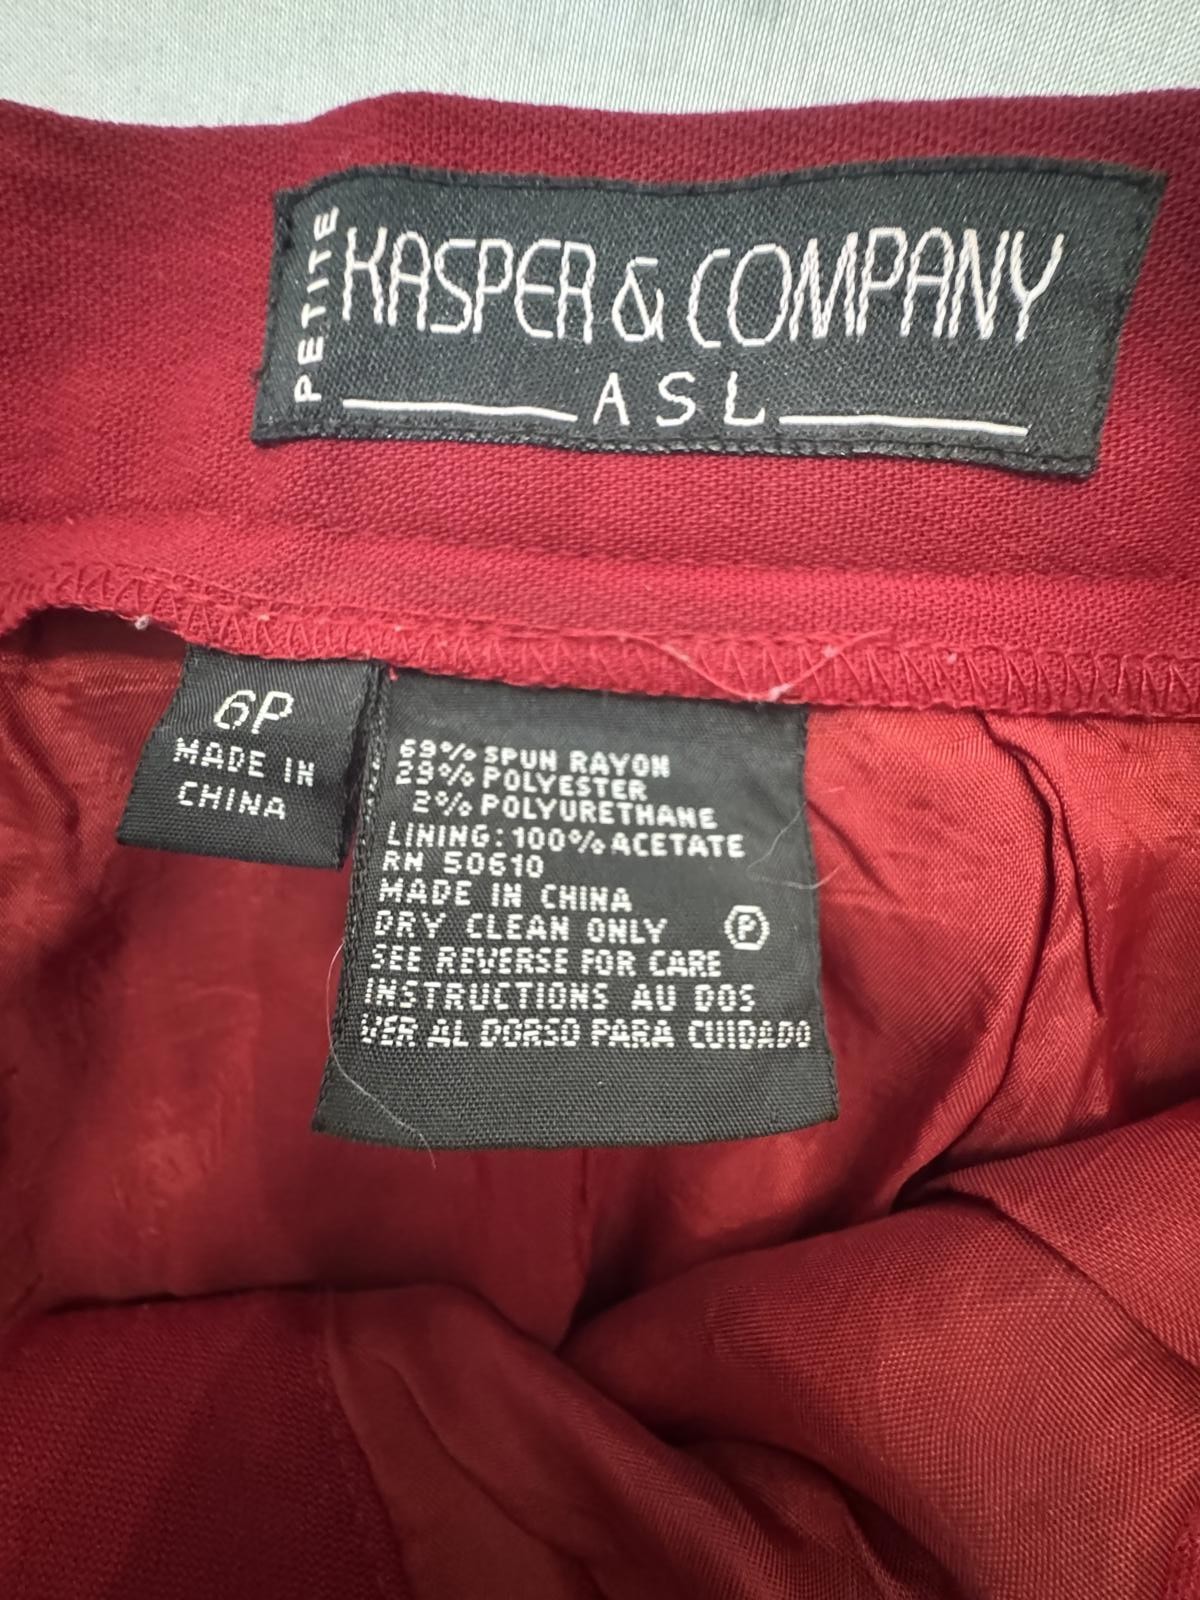 PETITE
KASPER & COMPANY
A S L
6P
MADE IN
CHINA
69% SPUN RAYON
29% POLYESTER
2% POLYURETHANE
LINING: 100% ACETATE
RN 50610
MADE IN CHINA
DRY CLEAN ONLY P
SEE REVERSE FOR CARE
INSTRUCTIONS AU DOS
VER AL DORSO PARA CUIDADO